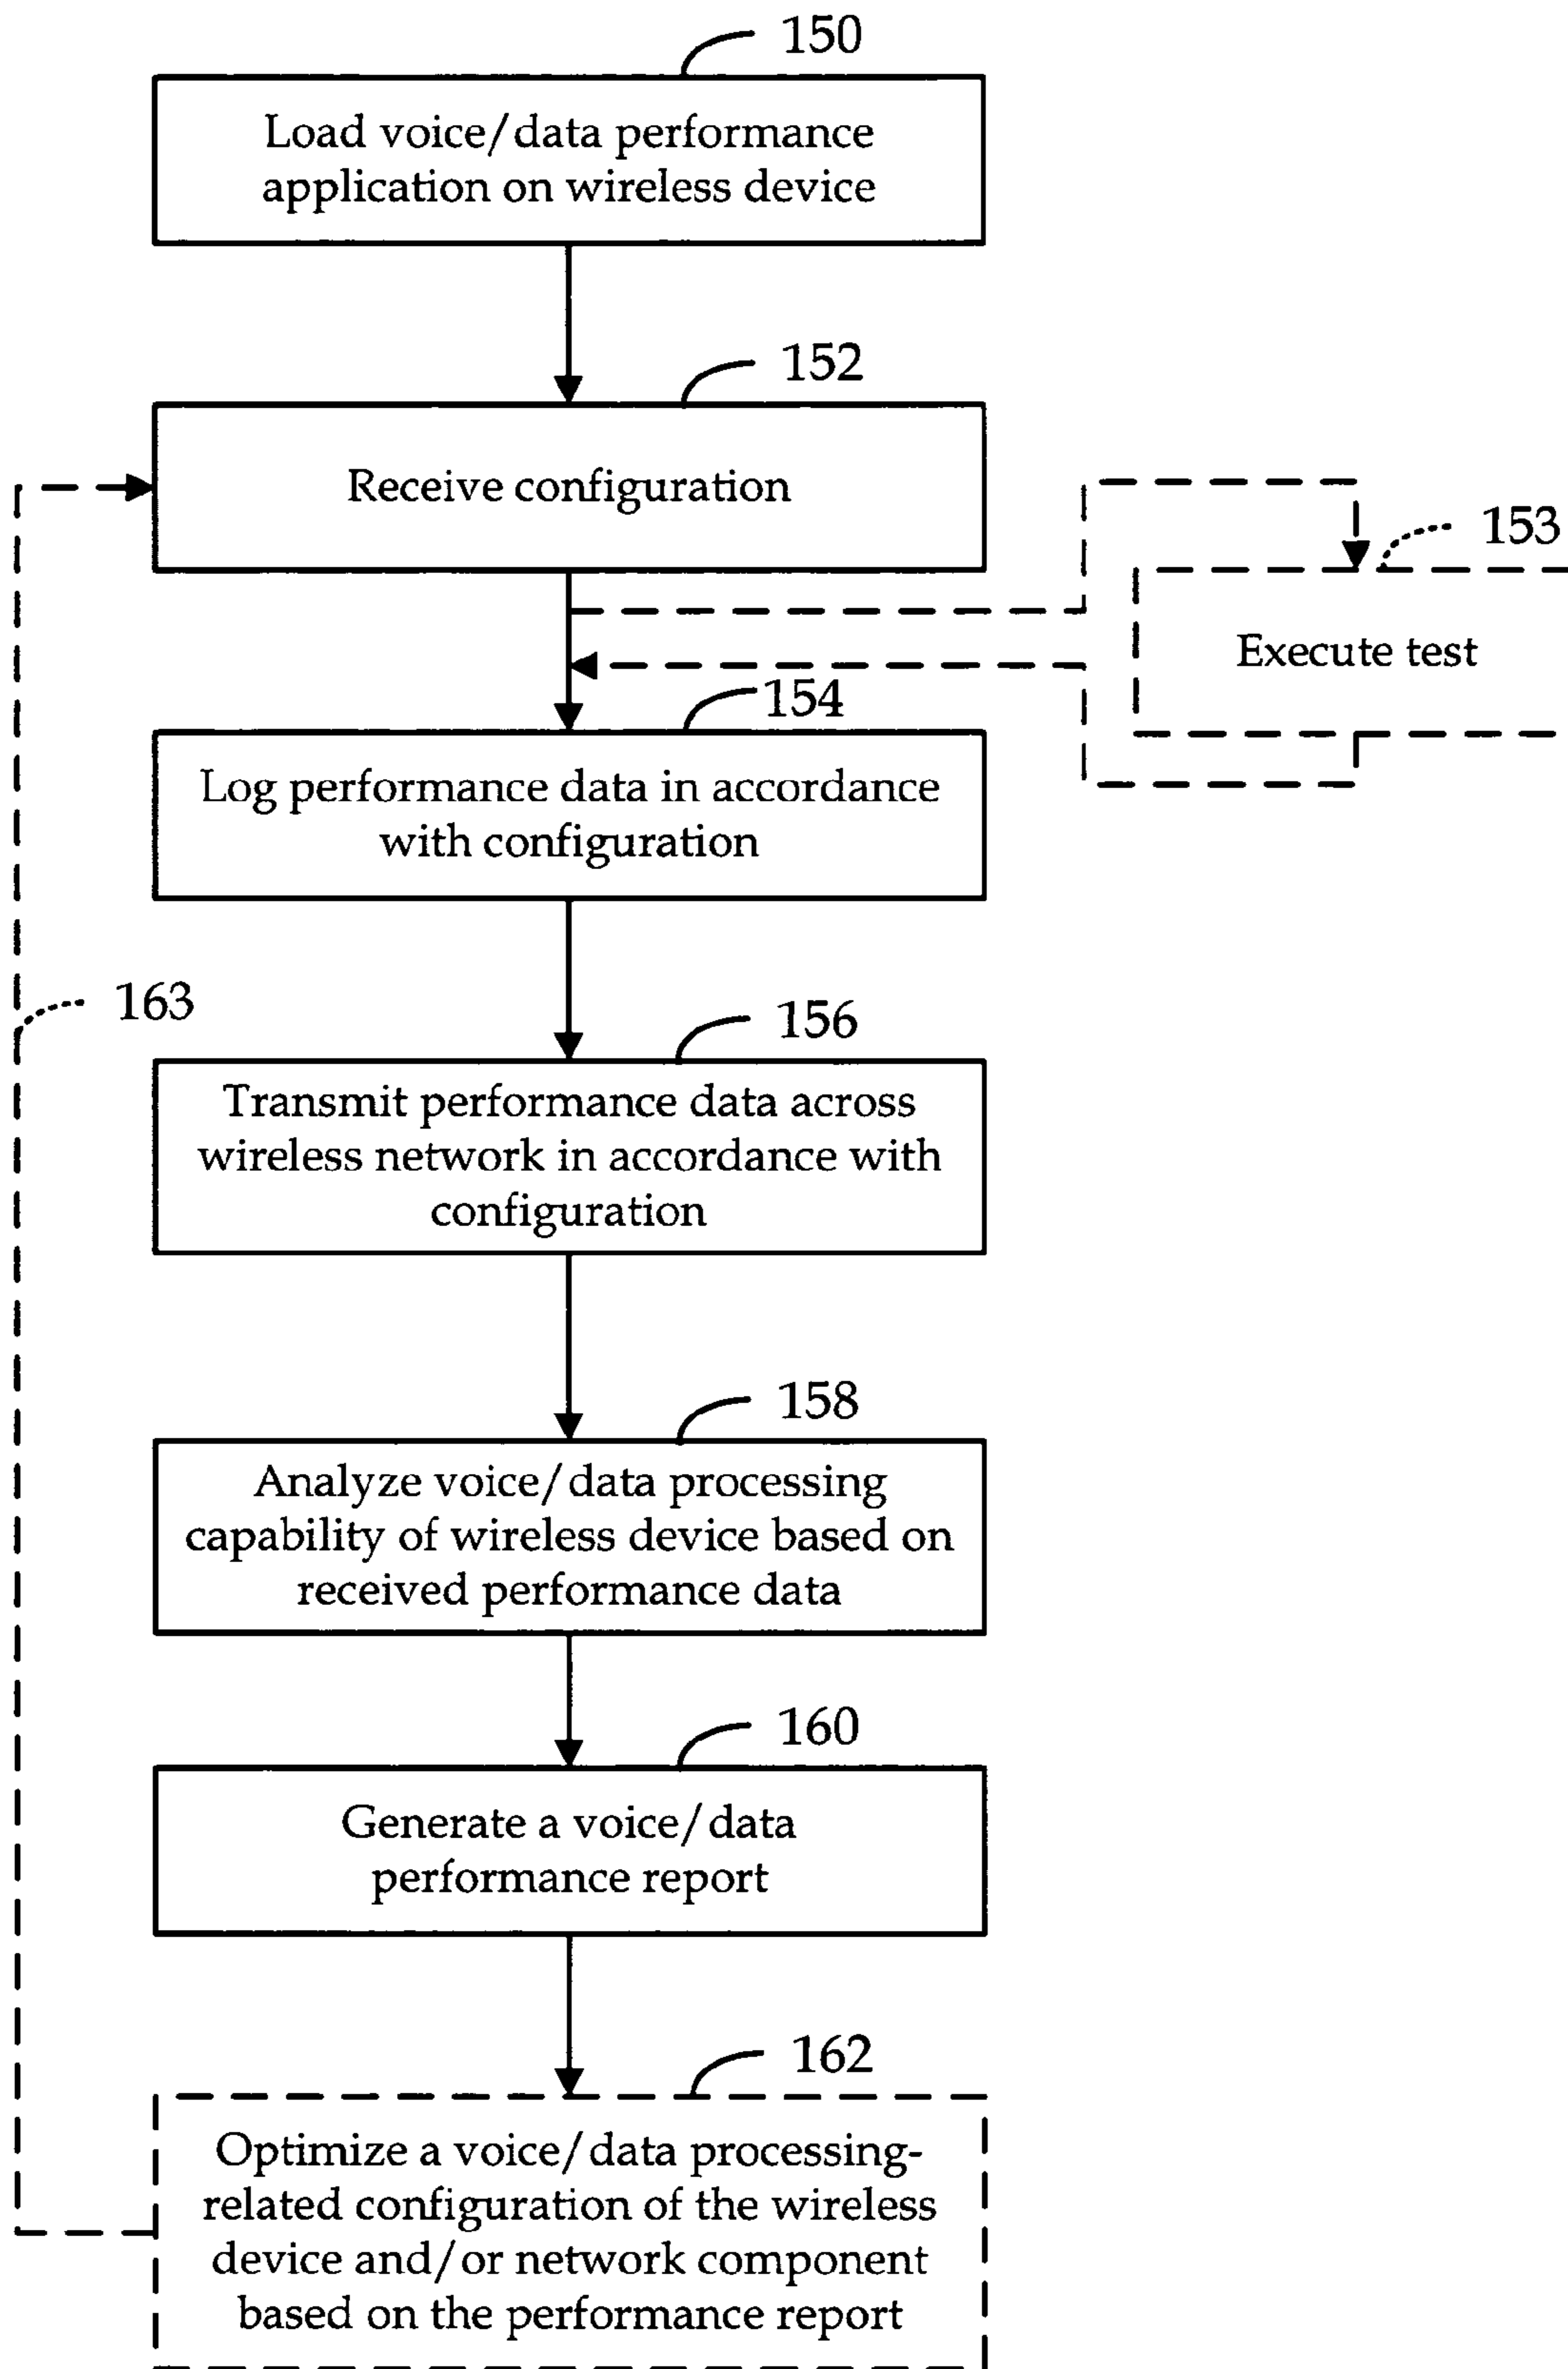 150
Load voice/data performance
application on wireless device
152
Receive configuration
153
Execute test
154
Log performance data in accordance
with configuration
163
156
Transmit performance data across
wireless network in accordance with
configuration
158
Analyze voice/data processing
capability of wireless device based on
received performance data
160
Generate a voice/data
performance report
162
Optimize a voice/data processing-
related configuration of the wireless
device and/or network component
based on the performance report